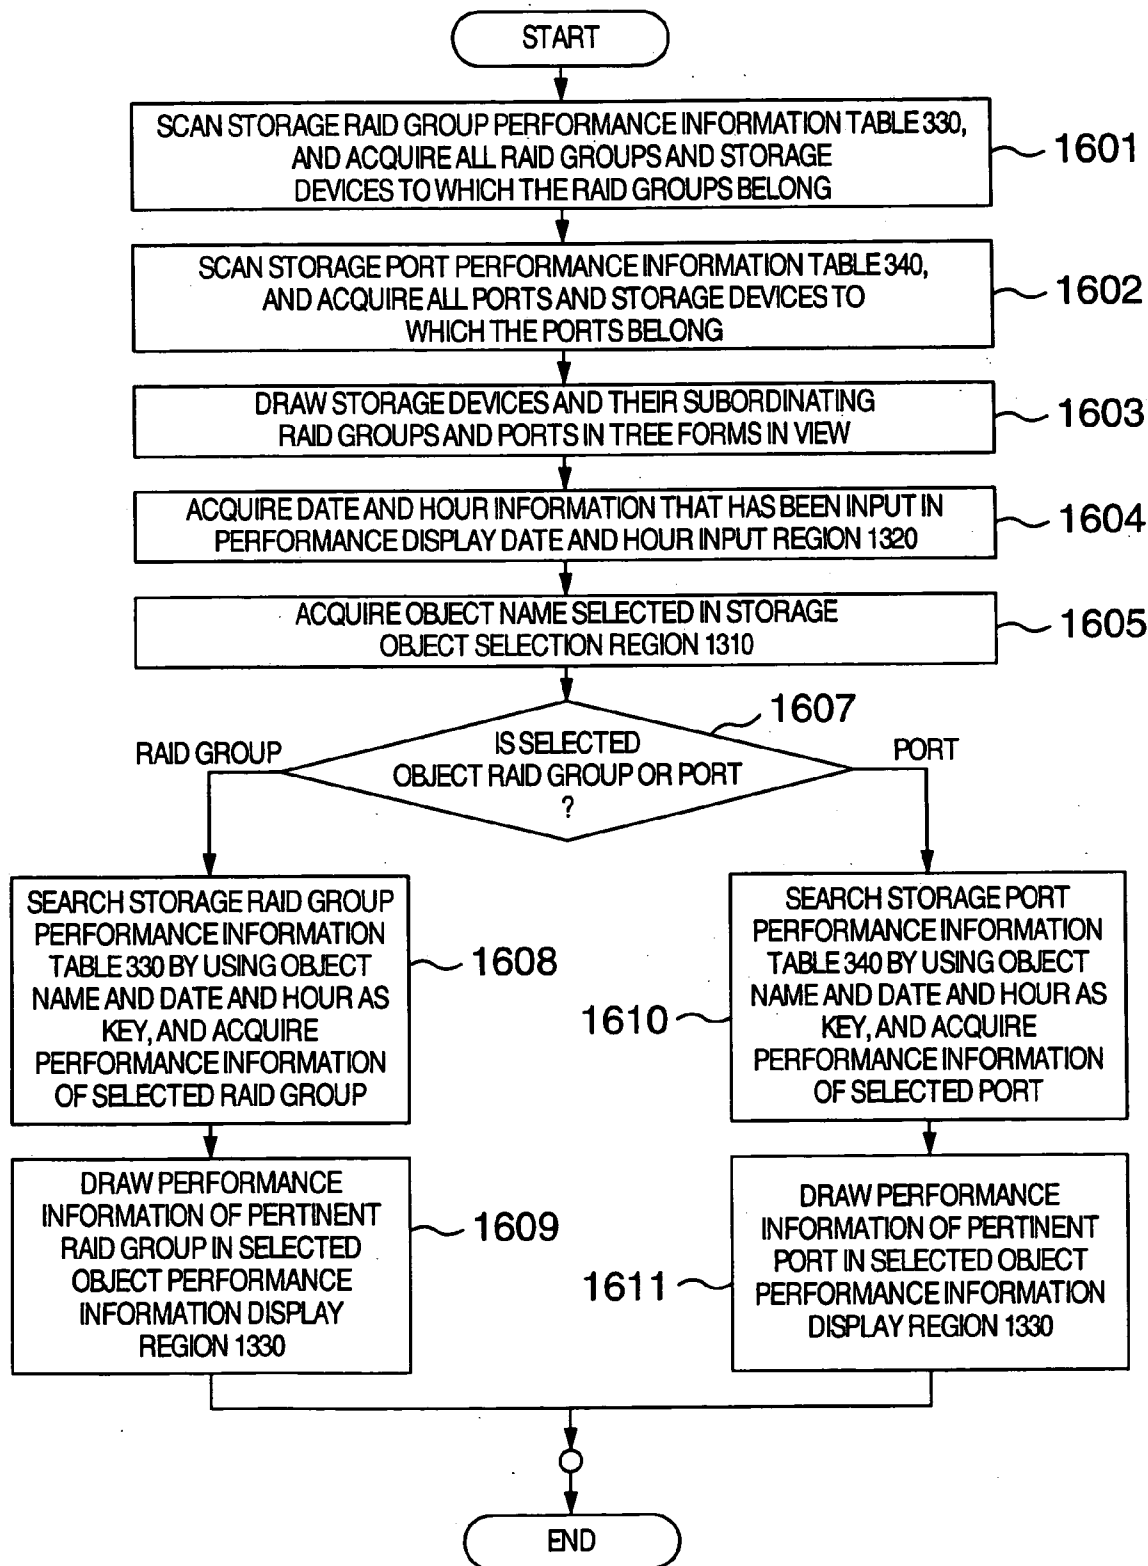 START
SCAN STORAGE RAID GROUP PERFORMANCE INFORMATION TABLE 330,
AND ACQUIRE ALL RAID GROUPS AND STORAGE
DEVICES TO WHICH THE RAID GROUPS BELONG
1601
SCAN STORAGE PORT PERFORMANCE INFORMATION TABLE 340,
AND ACQUIRE ALL PORTS AND STORAGE DEVICES TO
WHICH THE PORTS BELONG
1602
DRAW STORAGE DEVICES AND THEIR SUBORDINATING
RAID GROUPS AND PORTS IN TREE FORMS IN VIEW
1603
ACQUIRE DATE AND HOUR INFORMATION THAT HAS BEEN INPUT IN
PERFORMANCE DISPLAY DATE AND HOUR INPUT REGION 1320
1604
ACQUIRE OBJECT NAME SELECTED IN STORAGE
OBJECT SELECTION REGION 1310
1605
1607
IS SELECTED
OBJECT RAID GROUP OR PORT
?
RAID GROUP
PORT
SEARCH STORAGE RAID GROUP
PERFORMANCE INFORMATION
TABLE 330 BY USING OBJECT
NAME AND DATE AND HOUR AS
KEY, AND ACQUIRE
PERFORMANCE INFORMATION
OF SELECTED RAID GROUP
1608
SEARCH STORAGE PORT
PERFORMANCE INFORMATION
TABLE 340 BY USING OBJECT
NAME AND DATE AND HOUR AS
KEY, AND ACQUIRE
PERFORMANCE INFORMATION
OF SELECTED PORT
1610
DRAW PERFORMANCE
INFORMATION OF PERTINENT
RAID GROUP IN SELECTED
OBJECT PERFORMANCE
INFORMATION DISPLAY
REGION 1330
1609
DRAW PERFORMANCE
INFORMATION OF PERTINENT
PORT IN SELECTED OBJECT
PERFORMANCE INFORMATION
DISPLAY REGION 1330
1611
END